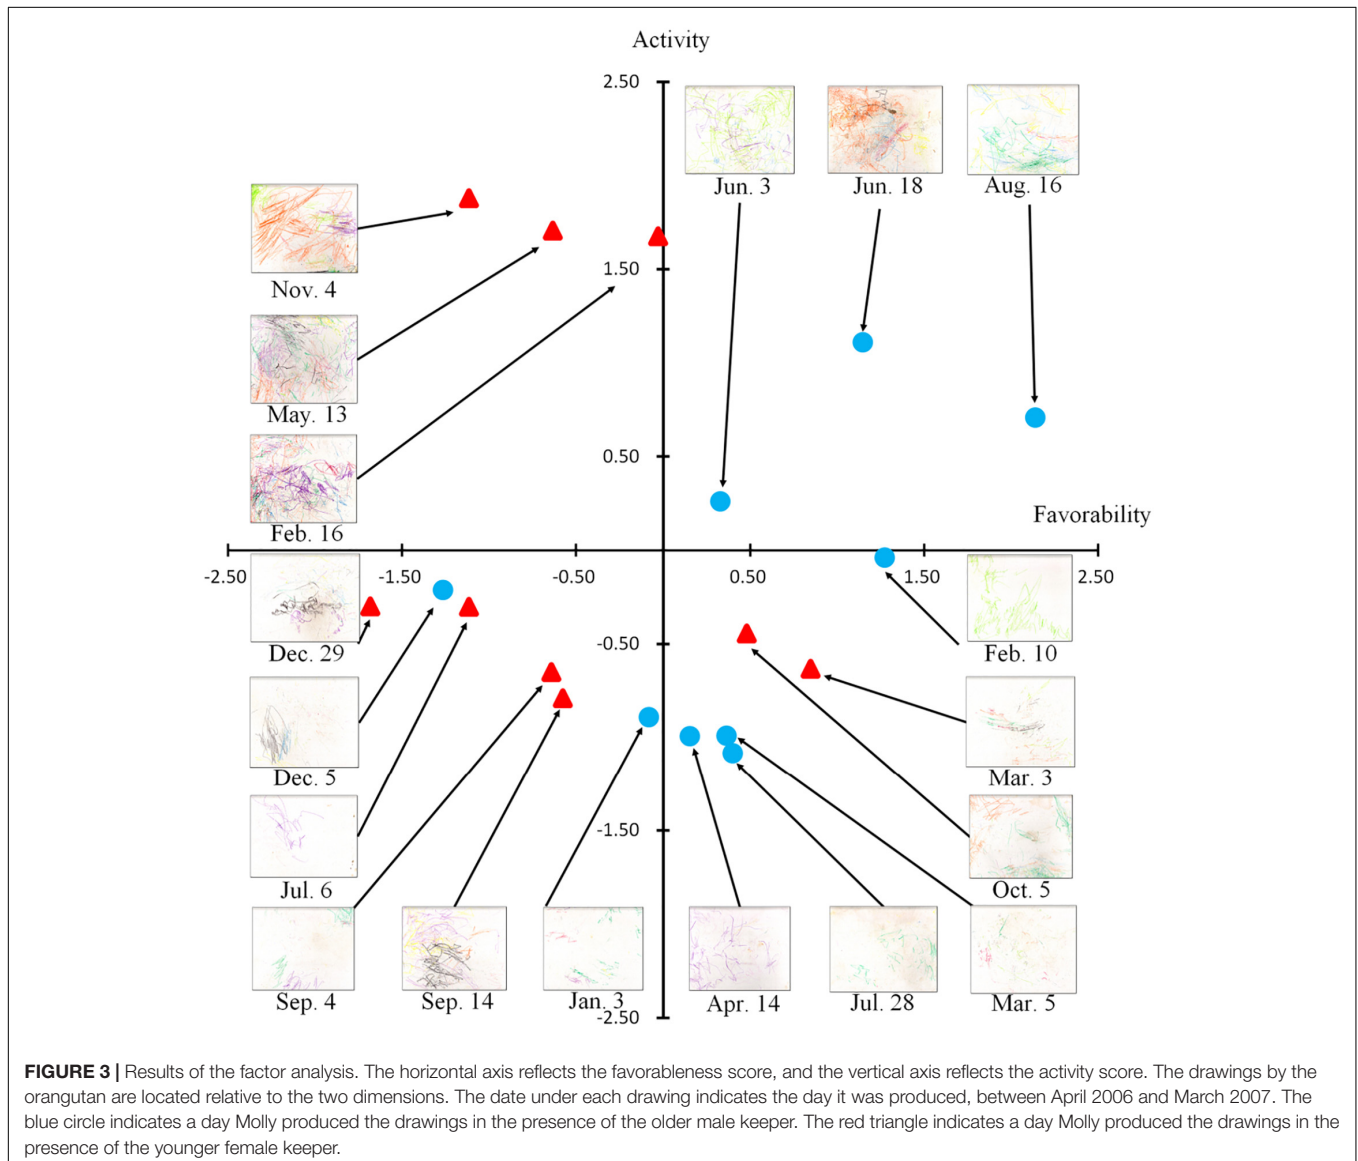 Activity
2.50
Jun. 3
Jun. 18
Aug. 16
1.50
Nov. 4
May. 13
0.50
Favorability
Feb. 16
-2.50
-1.50
-0.50
0.50
1.50
2.50
-0.50
Dec. 29
Feb. 10
Dec. 5
Mar. 3
-1.50
Jul. 6
Oct. 5
Sep. 4
Sep. 14
Jan. 3
Apr. 14
Jul. 28
Mar. 5
-2.50
FIGURE 3 | Results of the factor analysis. The horizontal axis reflects the favorableness score, and the vertical axis reflects the activity score. The drawings by the
orangutan are located relative to the two dimensions. The date under each drawing indicates the day it was produced, between April 2006 and March 2007. The
blue circle indicates a day Molly produced the drawings in the presence of the older male keeper. The red triangle indicates a day Molly produced the drawings in the
presence of the younger female keeper.